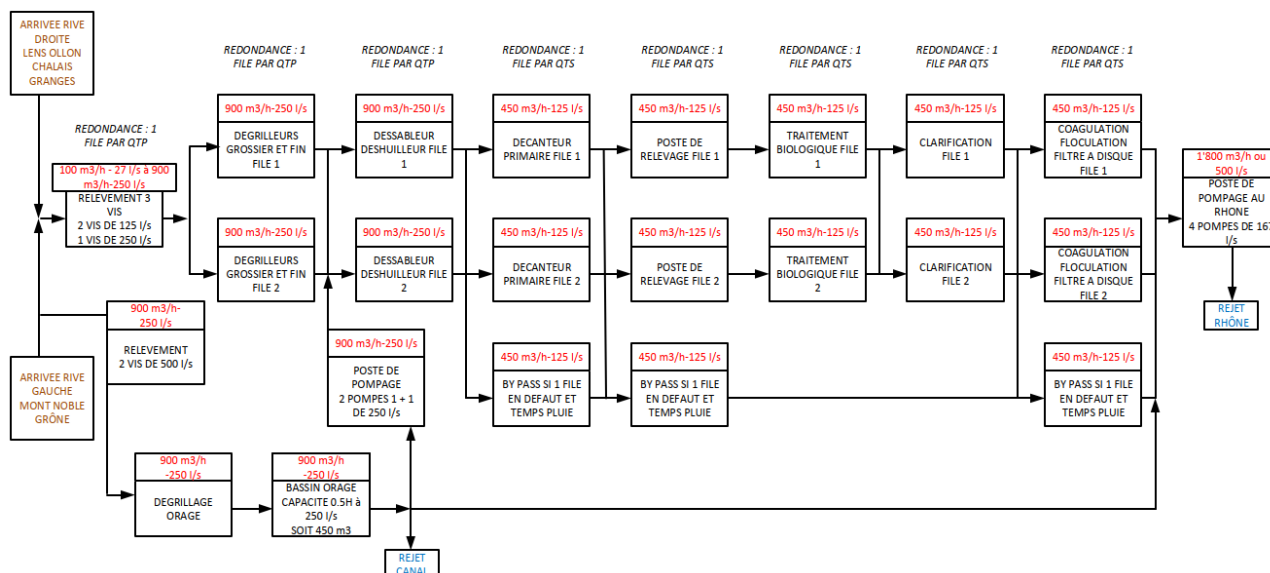 ARRIVEE RIVE
DROITE
LENS OLLON
CHALAIS
GRANGES
REDONDANCE : 1
FILE PAR QTP
REDONDANCE : 1
FILE PAR QTP
REDONDANCE : 1
FILE PAR QTS
REDONDANCE : 1
FILE PAR QTS
REDONDANCE : 1
FILE PAR QTS
REDONDANCE : 1
FILE PAR QTS
REDONDANCE : 1
FILE PAR QTS
REDONDANCE : 1
FILE PAR QTP
100 m3/h - 27 l/s à 900
m3/h-250 l/s
RELEVEMENT 3
VIS
2 VIS DE 125 l/s
1 VIS DE 250 l/s
900 m3/h-250 l/s
DEGRILLEURS
GROSSIER ET FIN
FILE 1
900 m3/h-250 l/s
DESSABLEUR
DESHUILLEUR FILE
1
450 m3/h-125 l/s
DECANTEUR
PRIMAIRE FILE 1
450 m3/h-125 l/s
POSTE DE
RELEVAGE FILE 1
450 m3/h-125 l/s
TRAITEMENT
BIOLOGIQUE FILE
1
450 m3/h-125 l/s
CLARIFICATION
FILE 1
450 m3/h-125 l/s
COAGULATION
FLOCULATION
FILTRE A DISQUE
FILE 1
1'800 m3/h ou
500 l/s
POSTE DE
POMPAGE AU
RHONE
4 POMPES DE 167
l/s
900 m3/h-250 l/s
DEGRILLEURS
GROSSIER ET FIN
FILE 2
900 m3/h-250 l/s
DESSABLEUR
DESHUILLEUR FILE
2
450 m3/h-125 l/s
DECANTEUR
PRIMAIRE FILE 2
450 m3/h-125 l/s
POSTE DE
RELEVAGE FILE 2
450 m3/h-125 l/s
TRAITEMENT
BIOLOGIQUE FILE
2
450 m3/h-125 l/s
CLARIFICATION
FILE 2
450 m3/h-125 l/s
COAGULATION
FLOCULATION
FILTRE A DISQUE
FILE 2
REJET
RHÔNE
900 m3/h-
250 l/s
RELEVEMENT
2 VIS DE 500 l/s
ARRIVEE RIVE
GAUCHE
MONT NOBLE
GRÔNE
900 m3/h-250 l/s
POSTE DE
POMPAGE
2 POMPES 1 + 1
DE 250 l/s
450 m3/h-125 l/s
BY PASS SI 1 FILE
EN DEFAUT ET
TEMPS PLUIE
450 m3/h-125 l/s
BY PASS SI 1 FILE
EN DEFAUT ET
TEMPS PLUIE
450 m3/h-125 l/s
BY PASS SI 1 FILE
EN DEFAUT ET
TEMPS PLUIE
900 m3/h
-250 l/s
DEGRILLAGE
ORAGE
900 m3/h
-250 l/s
BASSIN ORAGE
CAPACITE 0.5H à
250 l/s
SOIT 450 m3
REJET
CANAL